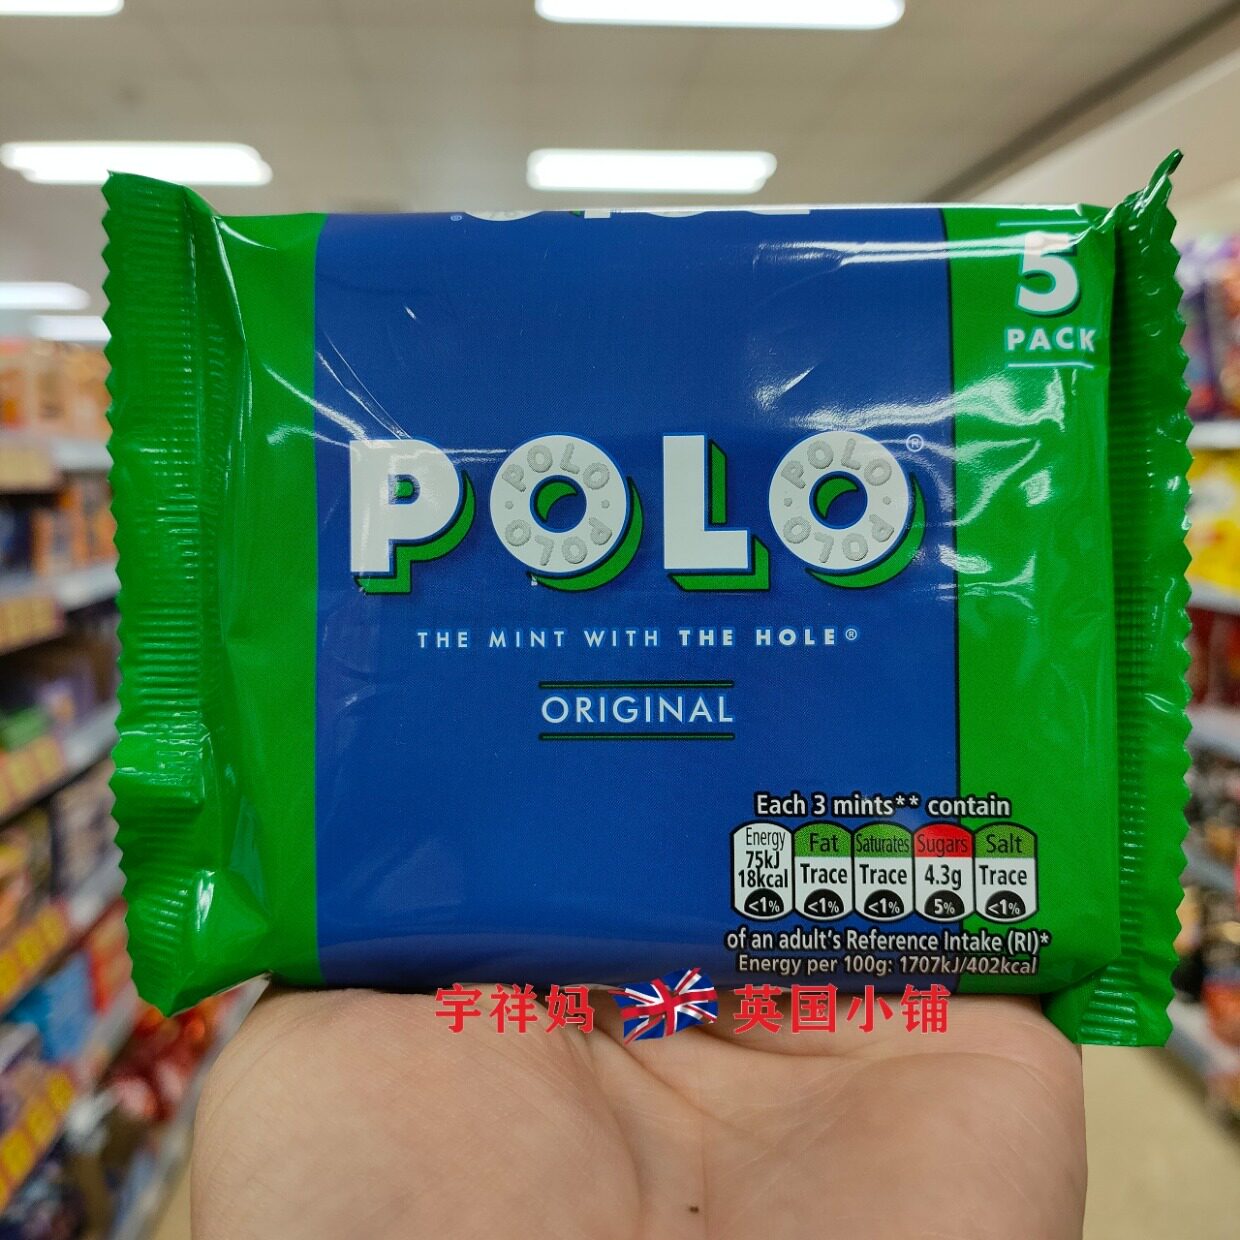 5
PACK
POLO®
THE MINT WITH THE HOLE®
ORIGINAL
Each 3 mints** contain
Energy 75kJ 18kcal <1%
Fat Trace <1%
Saturates Trace <1%
Sugars 4.3g 5%
Salt Trace <1%
of an adult's Reference Intake (RI)*
Energy per 100g: 1707kJ/402kcal
宇祥妈 英国小铺